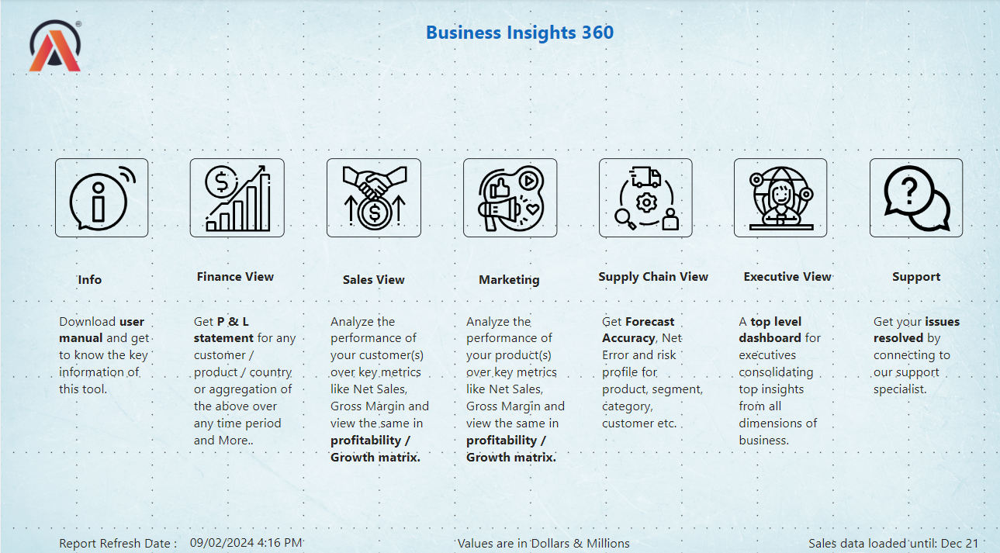 Business Insights 360
Info
Download user
manual and get
to know the key
information of
this tool.
Finance View
Get P & L
statement for any
customer /
product / country
or aggregation of
the above over
any time period
and More..
Sales View
Analyze the
performance of
your customer(s)
over key metrics
like Net Sales,
Gross Margin and
view the same in
profitability /
Growth matrix.
Marketing
Analyze the
performance of
your product(s)
over key metrics
like Net Sales,
Gross Margin and
view the same in
profitability /
Growth matrix.
Supply Chain View
Get Forecast
Accuracy, Net
Error and risk
profile for
product, segment,
category,
customer etc.
Executive View
A top level
dashboard for
executives
consolidating
top insights
from all
dimensions of
business.
Support
Get your issues
resolved by
connecting to
our support
specialist.
Report Refresh Date : 09/02/2024 4:16 PM
Values are in Dollars & Millions
Sales data loaded until: Dec 21